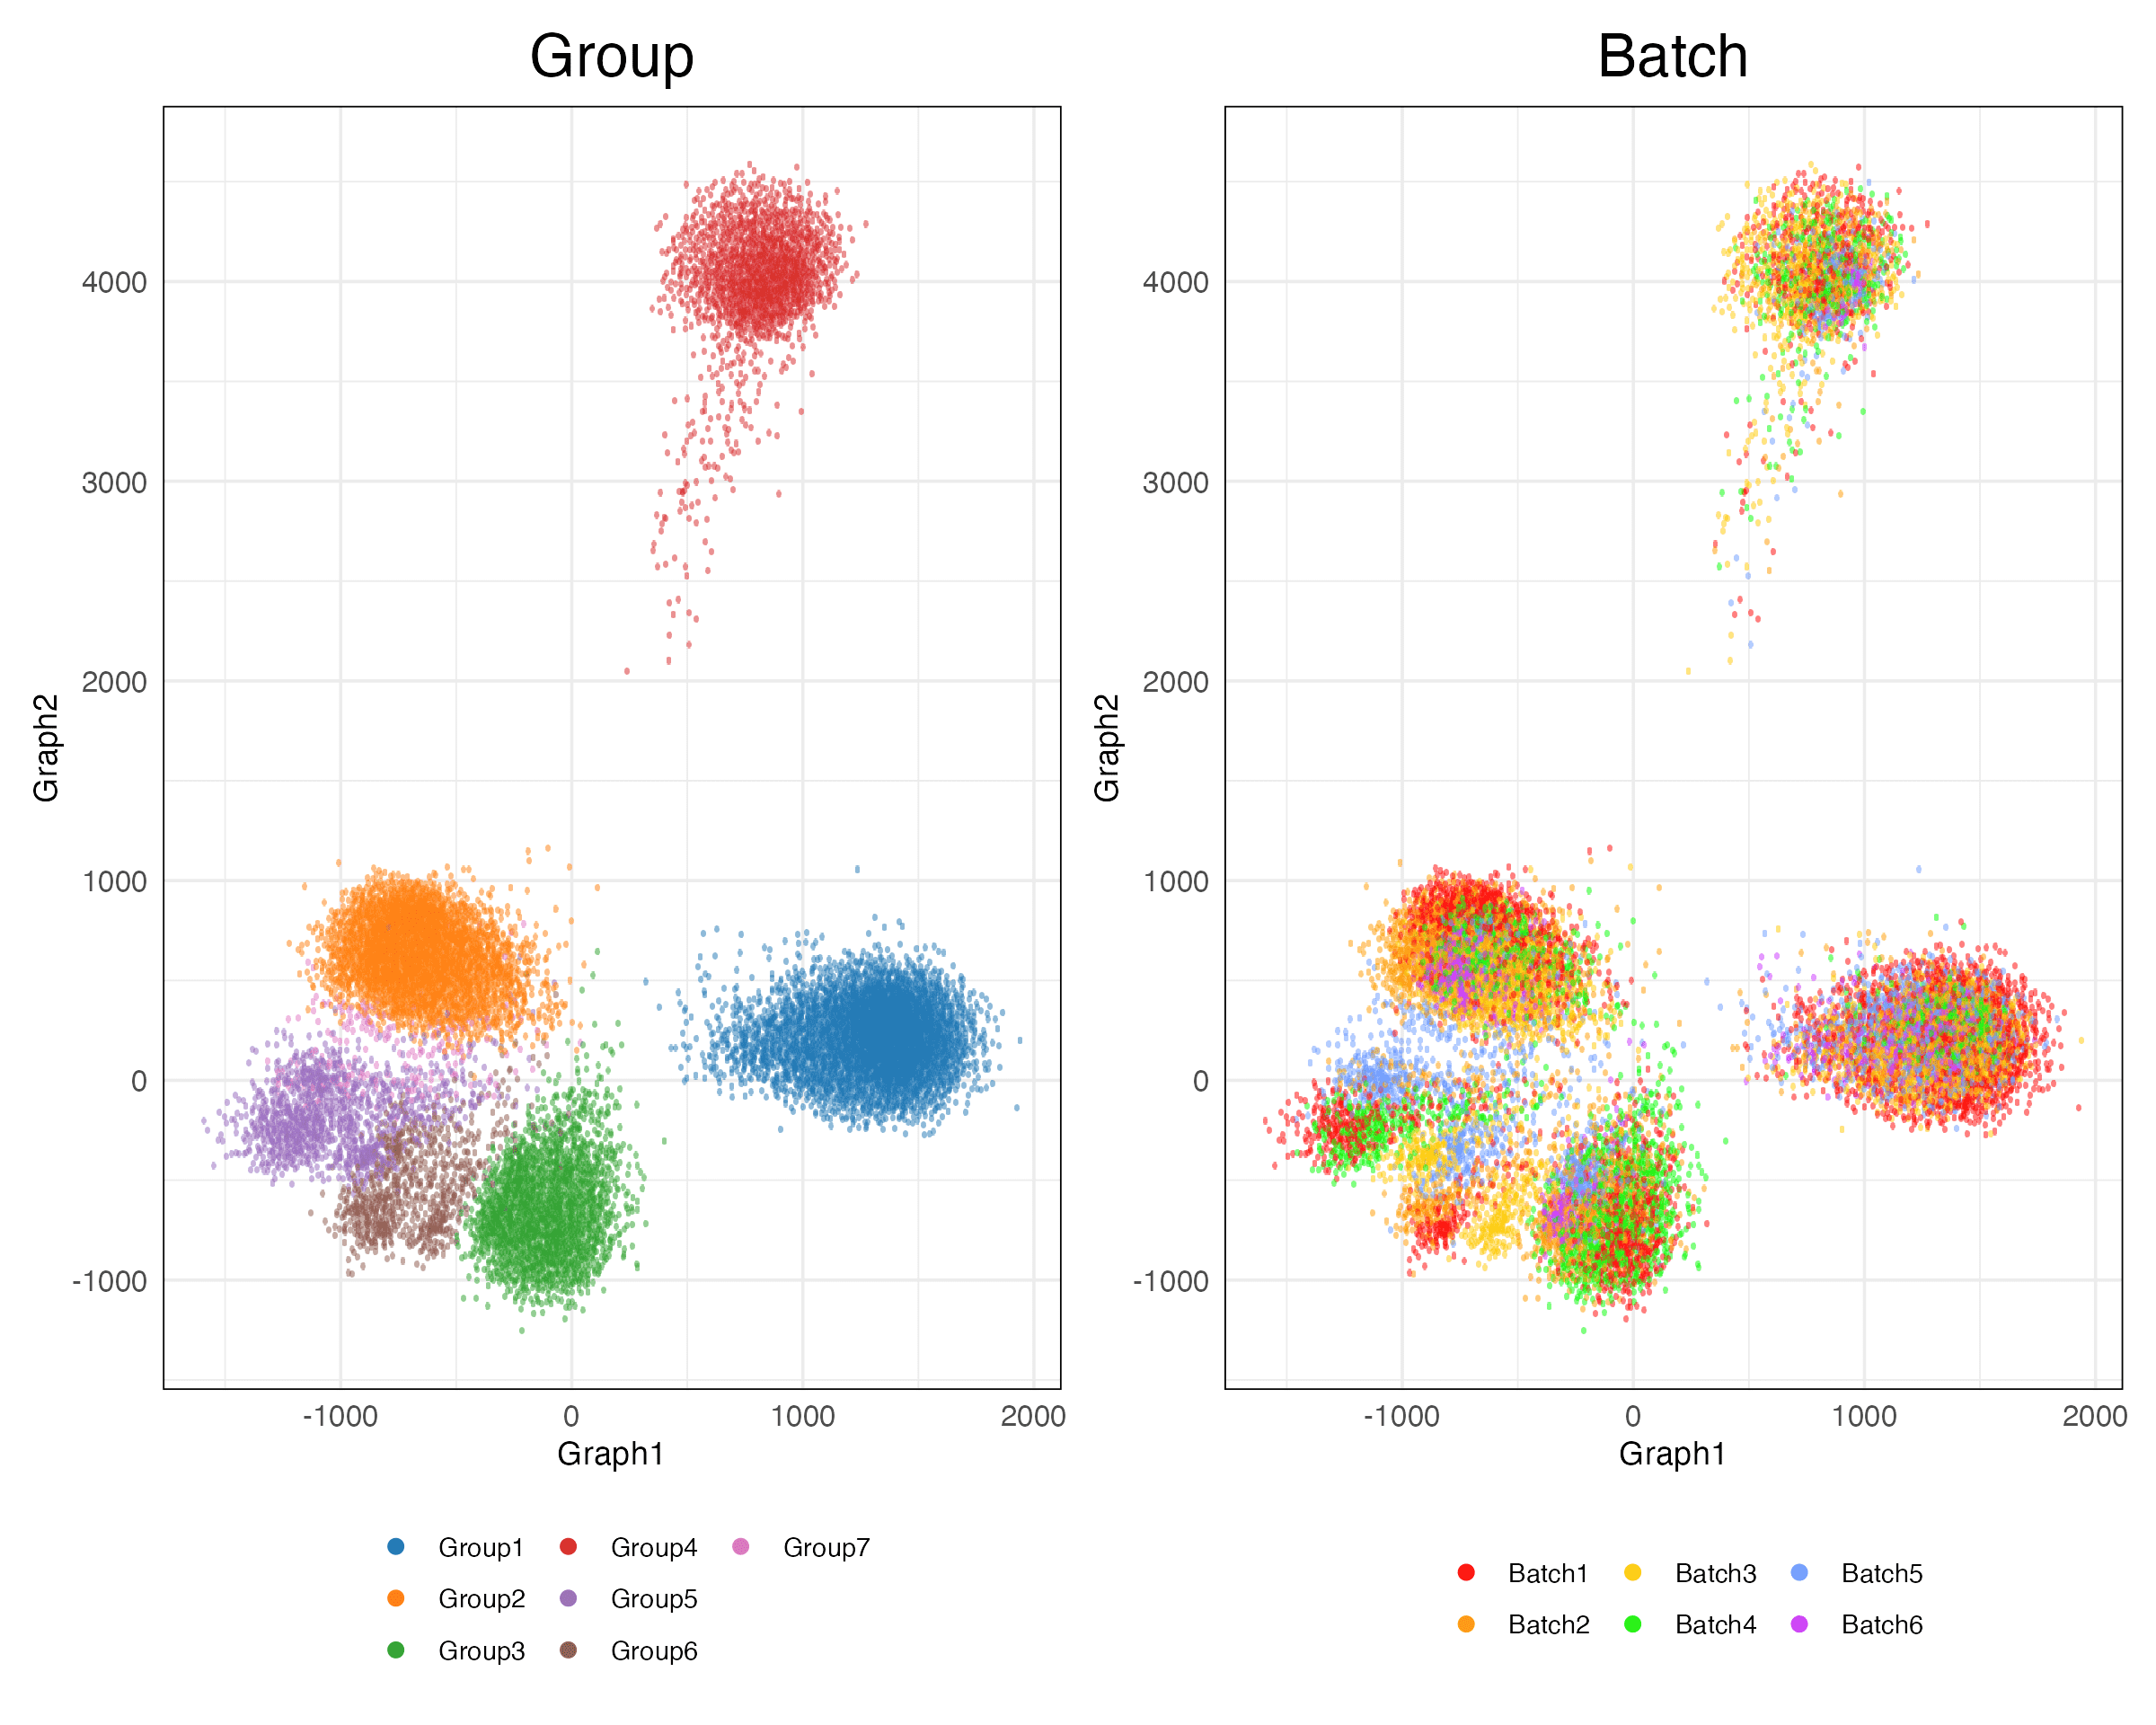 Group
Batch
4000
3000
2000
1000
0
-1000
Graph2
-1000 0 1000 2000
Graph1
4000
3000
2000
1000
0
-1000
Graph2
-1000 0 1000 2000
Graph1
Group1 Group4 Group7
Group2 Group5
Group3 Group6
Batch1 Batch3 Batch5
Batch2 Batch4 Batch6